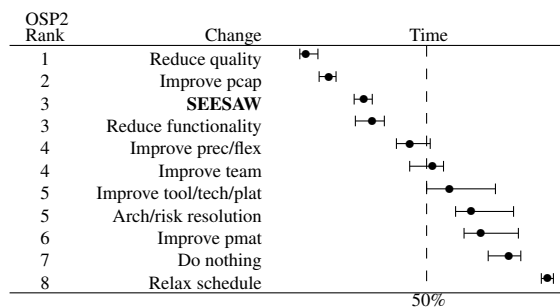 OSP2
Rank Change Time
1 Reduce quality
2 Improve pcap
3 SEESAW
3 Reduce functionality
4 Improve prec/flex
4 Improve team
5 Improve tool/tech/plat
5 Arch/risk resolution
6 Improve pmat
7 Do nothing
8 Relax schedule
50%